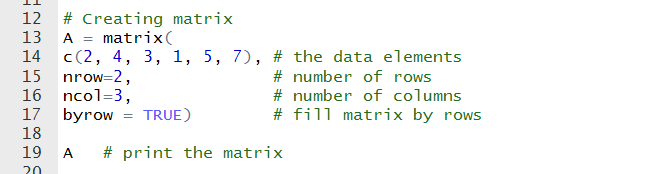 12 # Creating matrix
13 A = matrix(
14 c(2, 4, 3, 1, 5, 7), # the data elements
15 nrow=2, # number of rows
16 ncol=3, # number of columns
17 byrow = TRUE) # fill matrix by rows
18
19 A # print the matrix
20